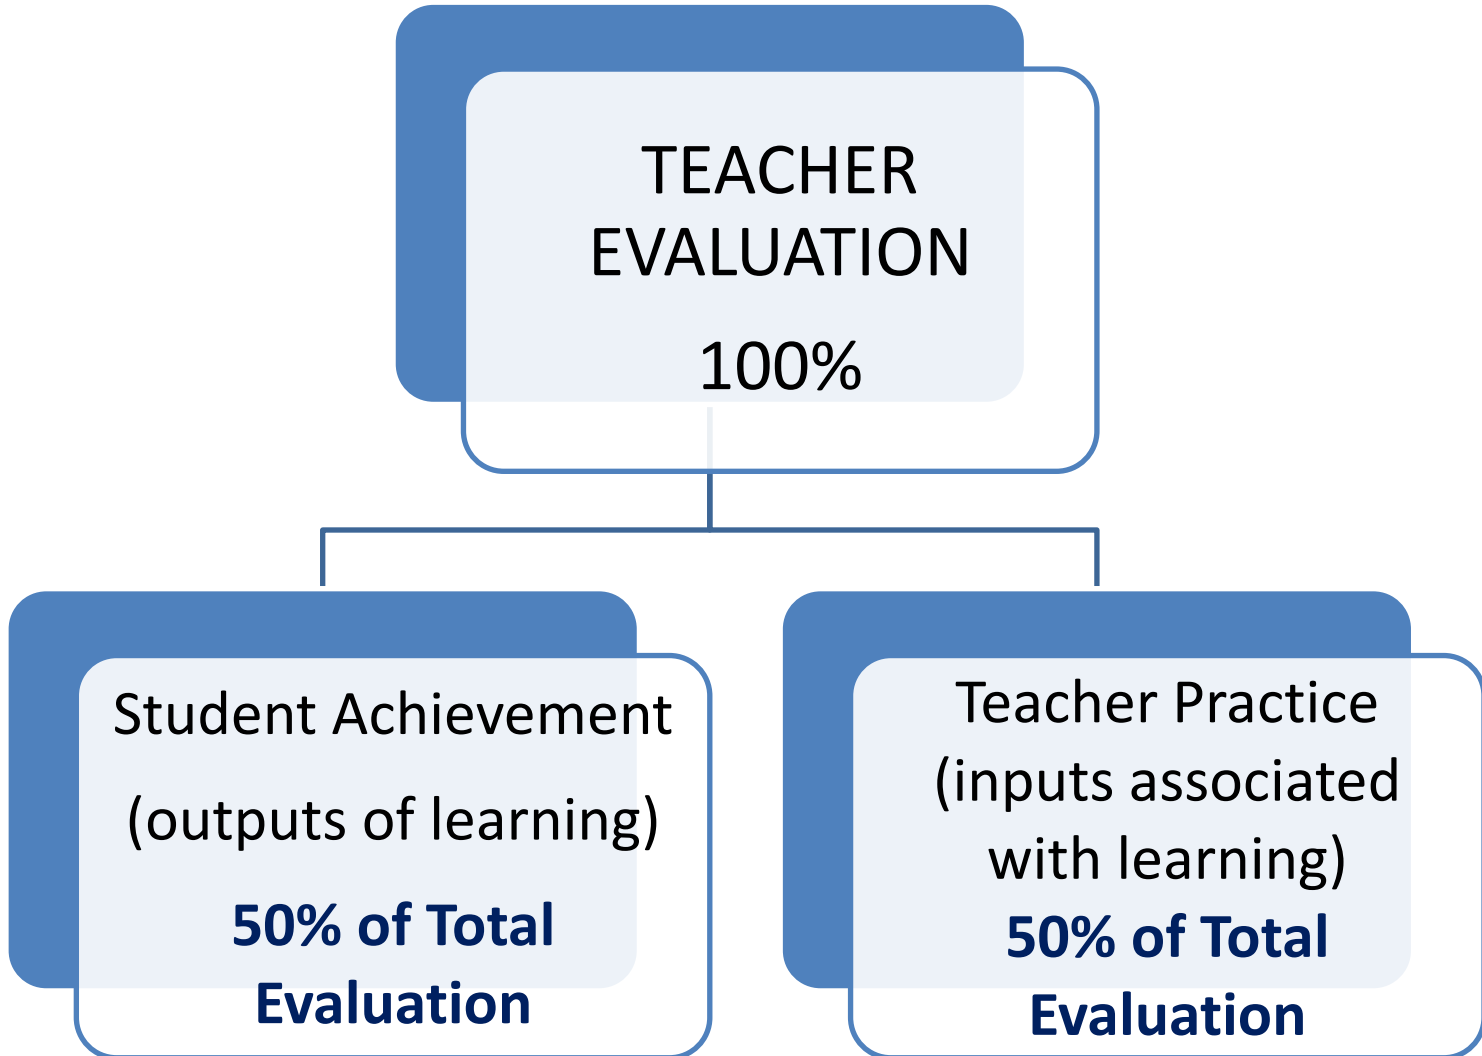 TEACHER
EVALUATION
100%
Student Achievement
(outputs of learning)
50% of Total
Evaluation
Teacher Practice
(inputs associated
with learning)
50% of Total
Evaluation